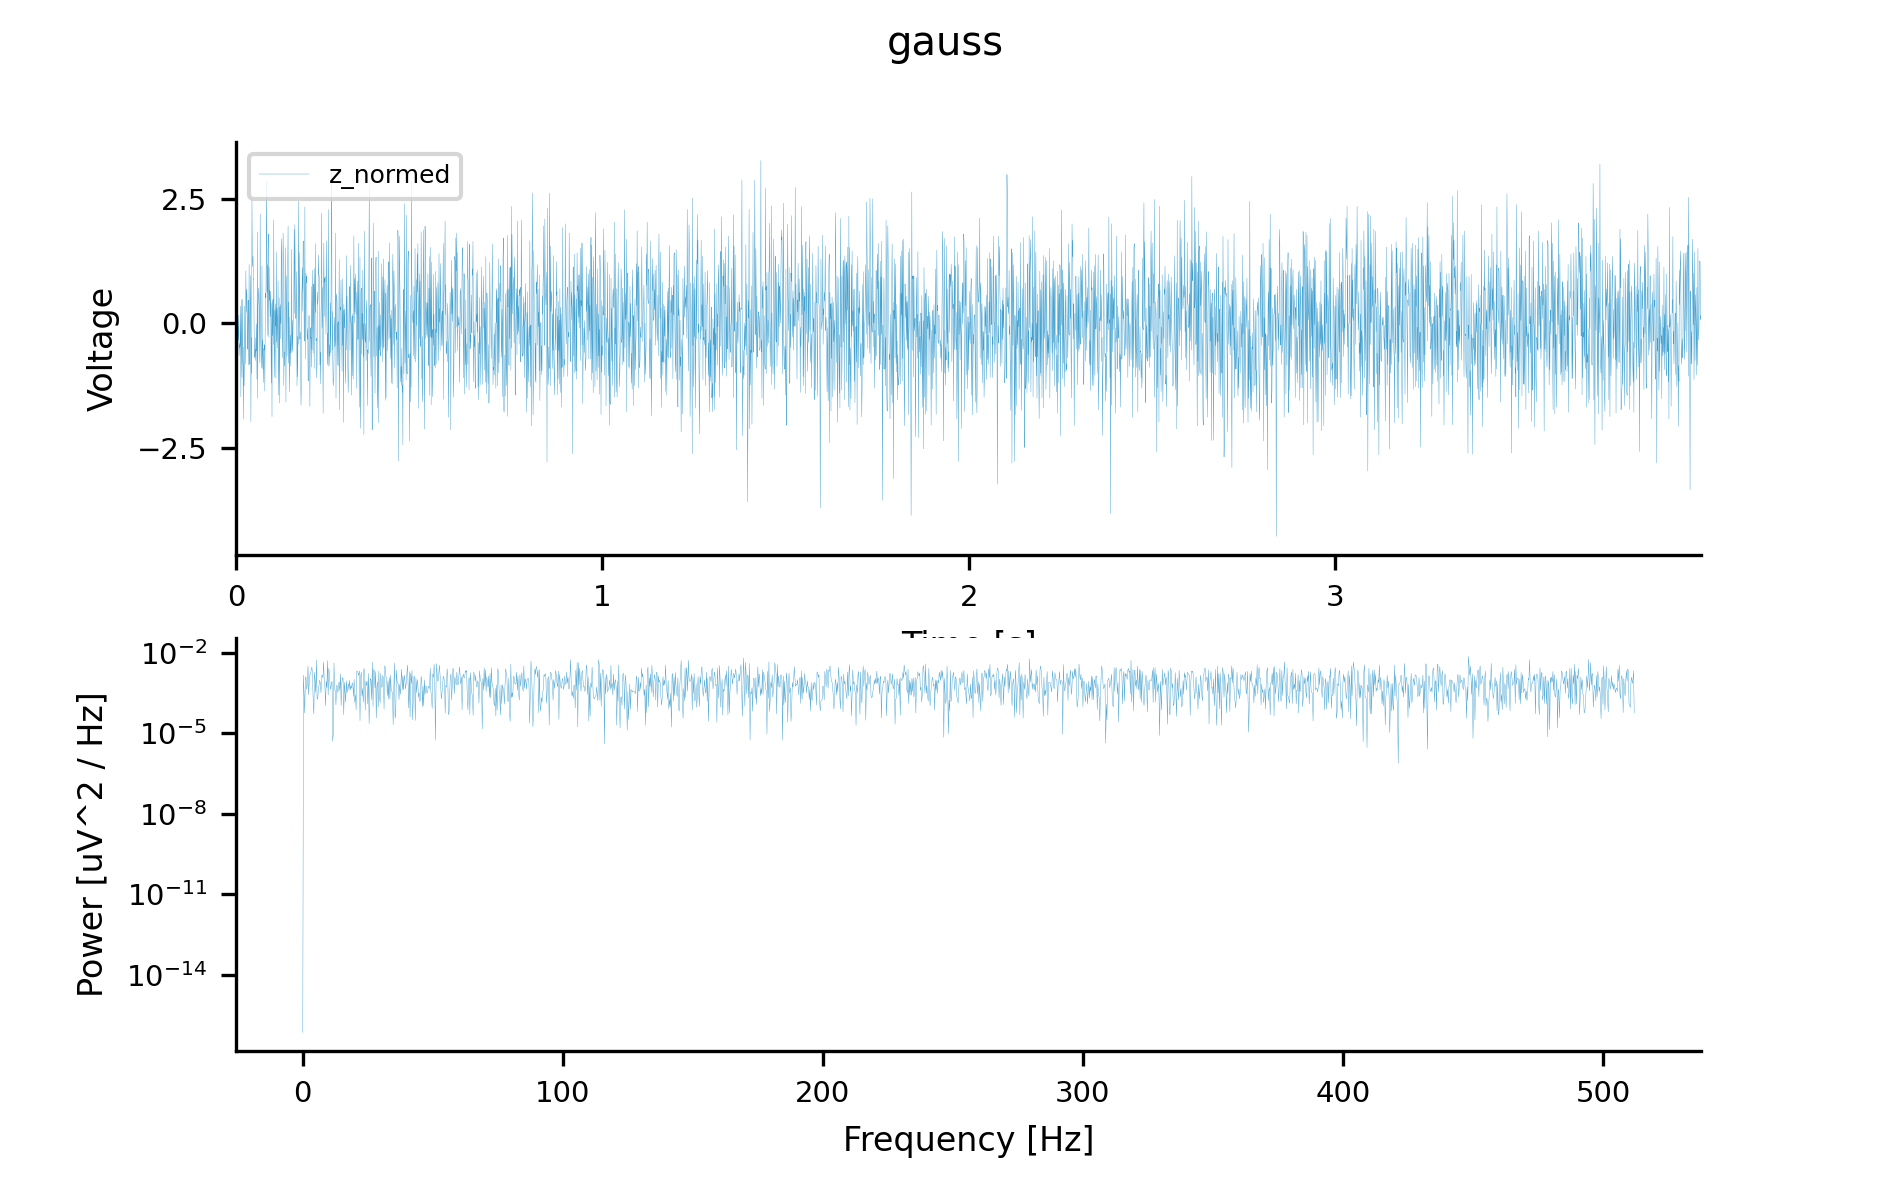 gauss
z_normed
2.5
0.0
−2.5
Voltage
0 1 2 3
Time [s]
10^−2
10^−5
10^−8
10^−11
10^−14
Power [uV^2 / Hz]
0 100 200 300 400 500
Frequency [Hz]